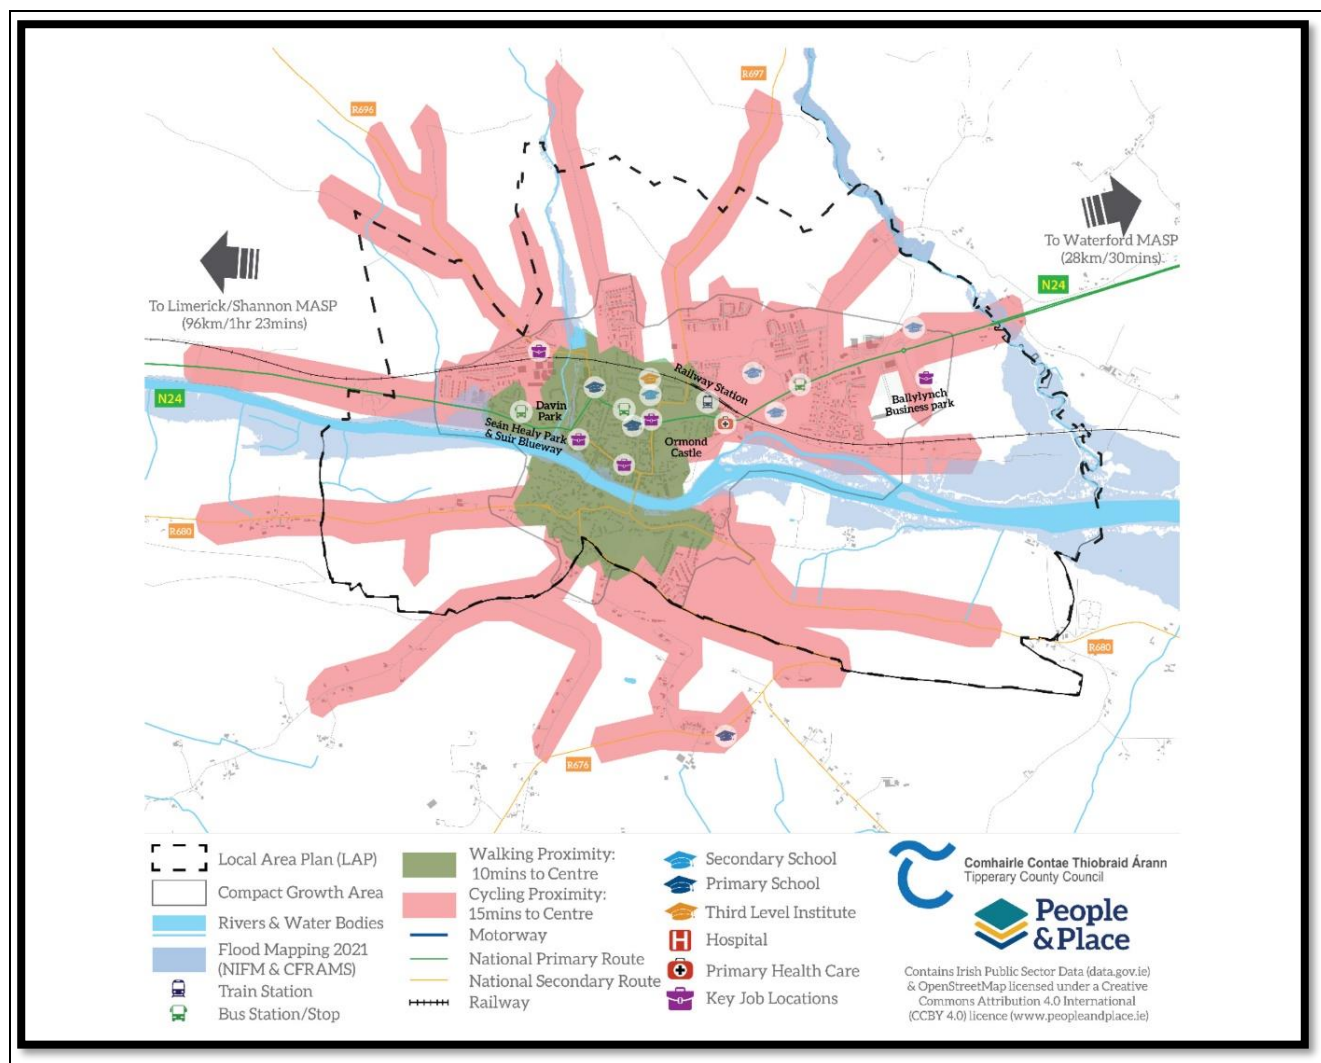 R697
R696
To Waterford MASP
(28km/30mins).
N24
To Limerick/Shannon MASP
(96km/1hr 23mins)
N24
Railway Station
Davin
Park
Seán Healy Park
& Suir Blueway
Ormond
Castle
Ballylynch
Business park
R680
R680
R676
Local Area Plan (LAP)
Compact Growth Area
Rivers & Water Bodies
Flood Mapping 2021
(NIFM & CFRAMS)
Train Station
Bus Station/Stop
Walking Proximity:
10mins to Centre
Cycling Proximity:
15mins to Centre
Motorway
National Primary Route
National Secondary Route
Railway
Secondary School
Primary School
Third Level Institute
H Hospital
Primary Health Care
Key Job Locations
Comhairle Contae Thiobraid Árann
Tipperary County Council
People
& Place
Contains Irish Public Sector Data (data.gov.ie)
& OpenStreetMap licensed under a Creative
Commons Attribution 4.0 International
(CCBY 4.0) licence (www.peopleandplace.ie)